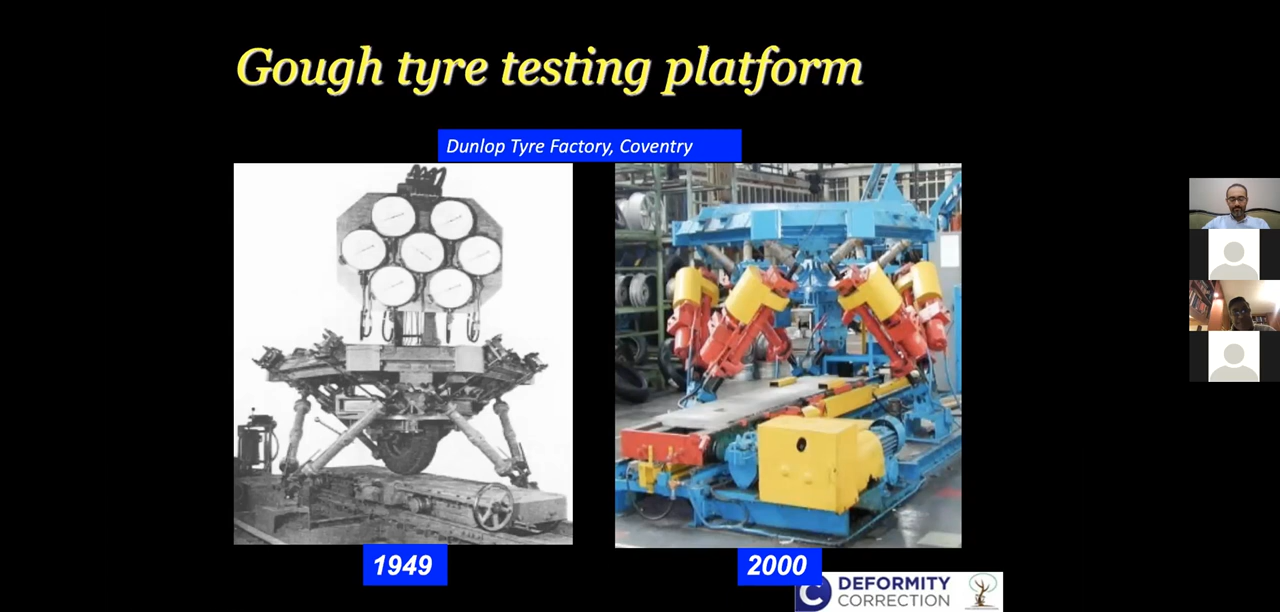 Gough tyre testing platform
Dunlop Tyre Factory, Coventry
1949
2000
C DEFORMITY
CORRECTION